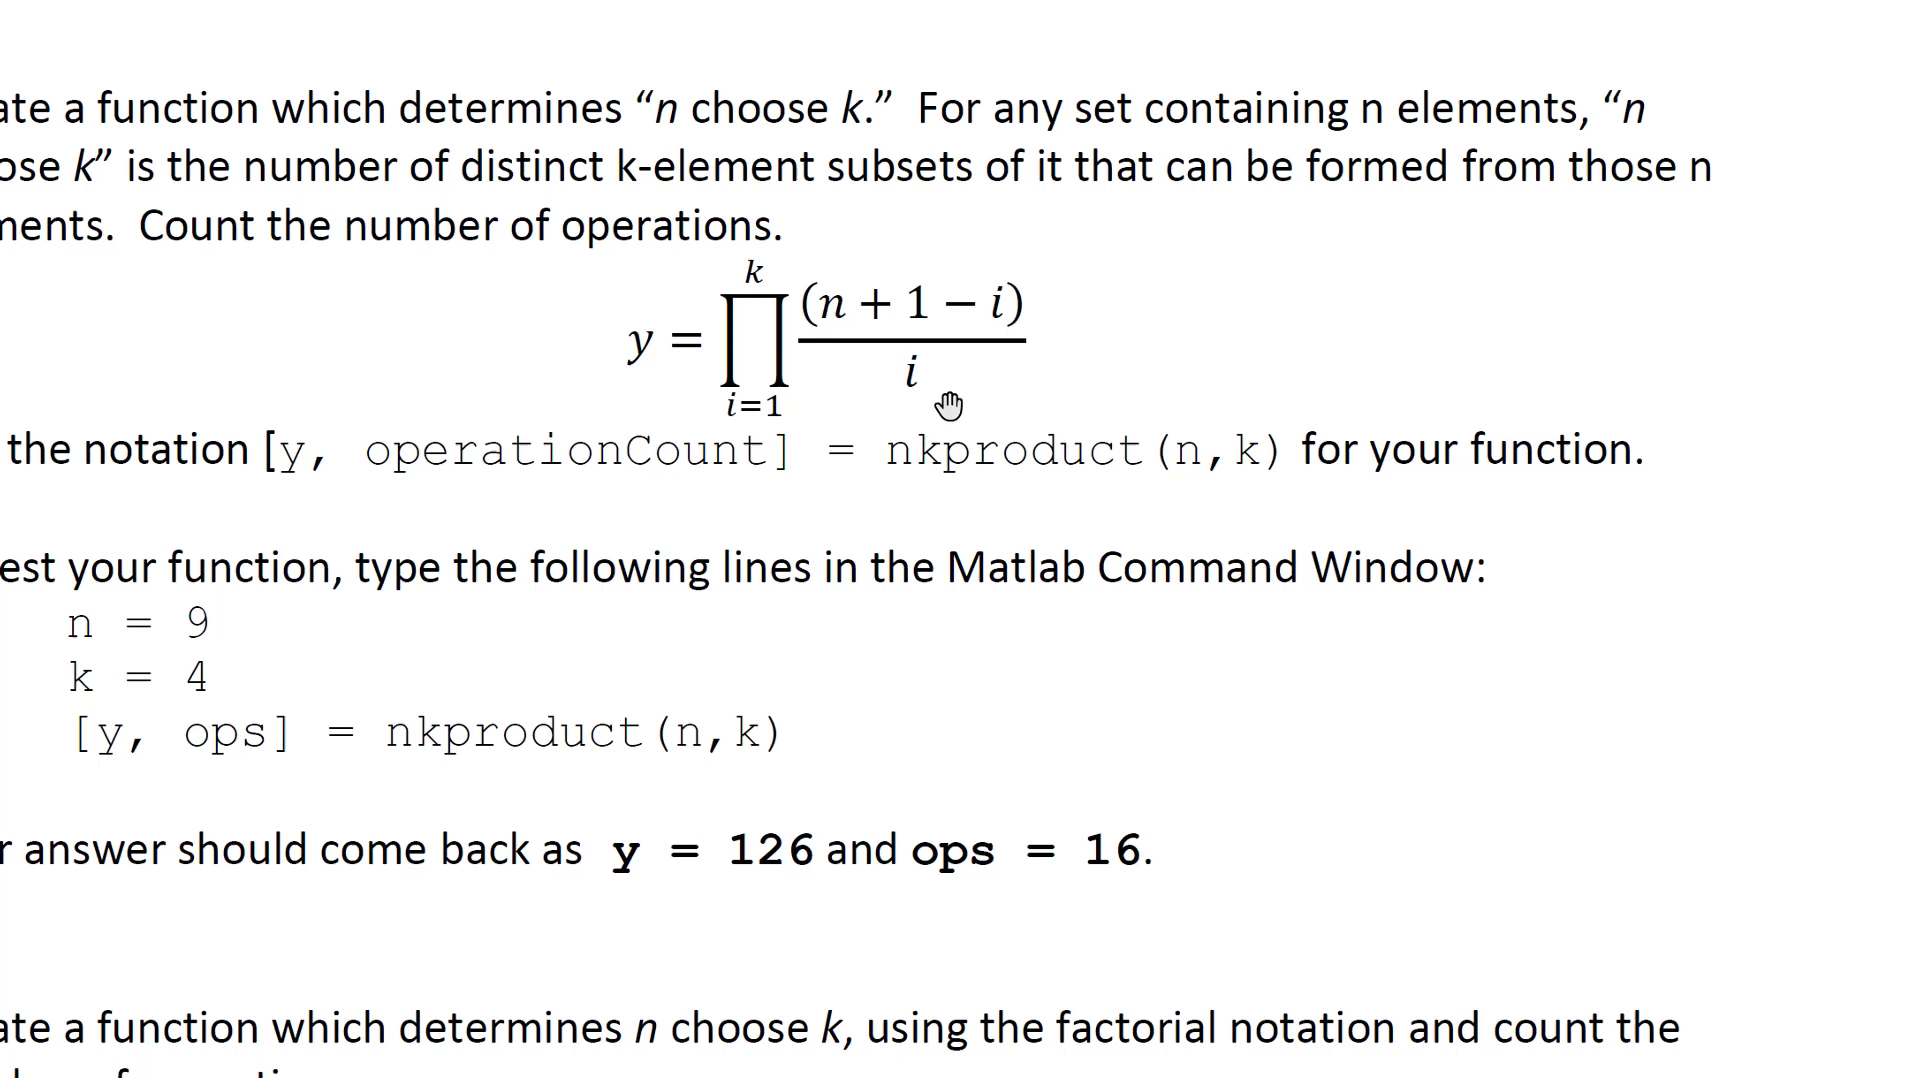 ate a function which determines “n choose k.” For any set containing n elements, “n
ose k” is the number of distinct k-element subsets of it that can be formed from those n
ments. Count the number of operations.
y = ∏_{i=1}^{k} (n + 1 − i) / i
the notation [y, operationCount] = nkproduct(n,k) for your function.
est your function, type the following lines in the Matlab Command Window:
n = 9
k = 4
[y, ops] = nkproduct(n,k)
r answer should come back as y = 126 and ops = 16.
ate a function which determines n choose k, using the factorial notation and count the